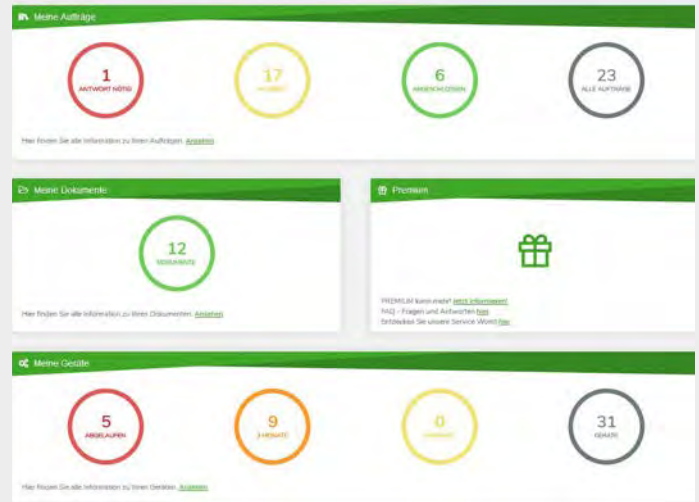 Meine Aufträge
1
ANTWORT NÖTIG
17
6
ABGESCHLOSSEN
23
ALLE AUFTRÄGE
Hier finden Sie alle Information zu Ihren Aufträgen. Ansehen
Meine Dokumente
12
DOKUMENTE
Hier finden Sie alle Information zu Ihren Dokumenten. Ansehen
Premium
PREMIUM kann mehr! Jetzt informieren!
FAQ - Fragen und Antworten hier
Entdecken Sie unsere Service World hier
Meine Geräte
5
ABGELAUFEN
9
3 MONATE
0
31
GERÄTE
Hier finden Sie alle Information zu Ihren Geräten. Ansehen